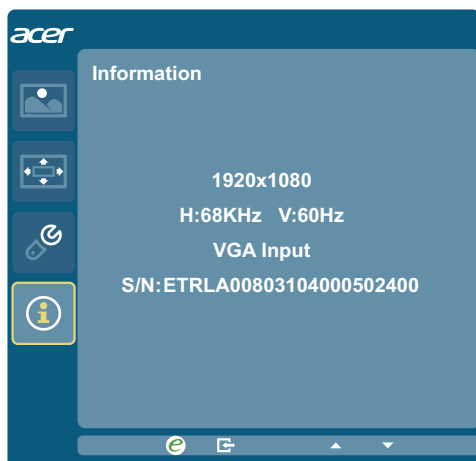 acer
Information
1920x1080
H:68KHz V:60Hz
VGA Input
S/N:ETRLA00803104000502400
e